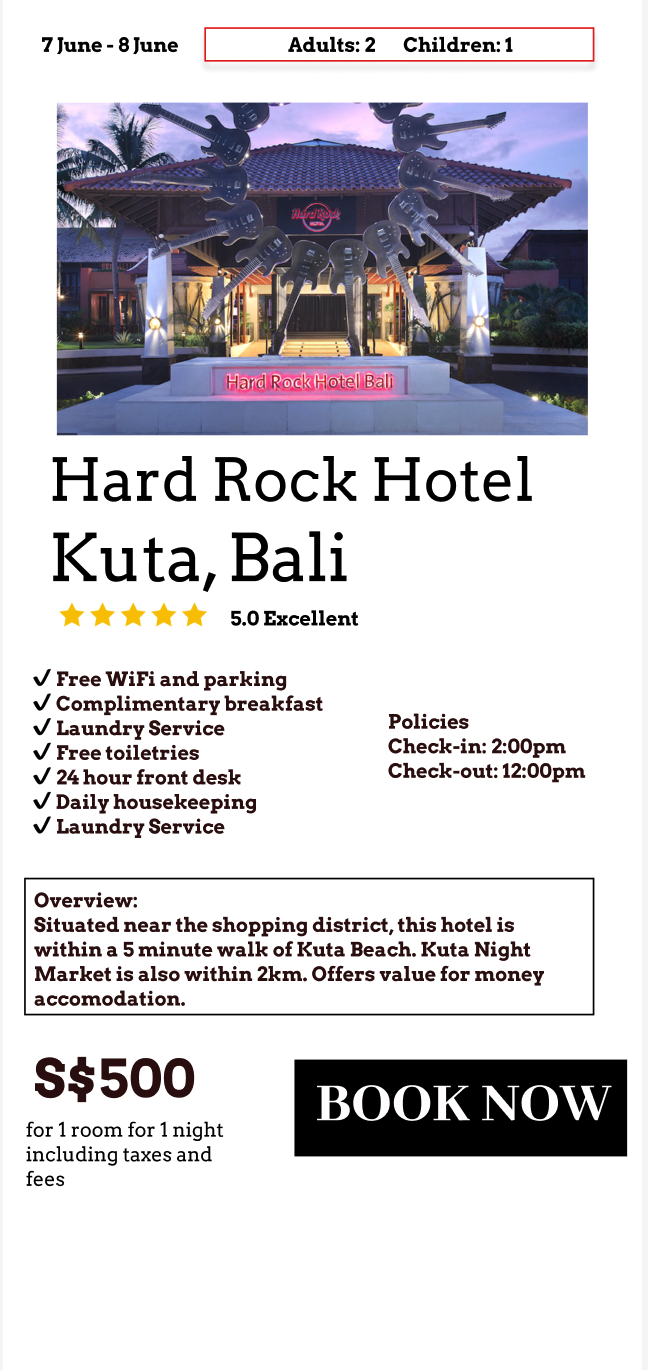 7 June - 8 June
Adults: 2 Children: 1
Hard Rock
HOTEL
Hard Rock Hotel Bali
Hard Rock Hotel
Kuta, Bali
5.0 Excellent
Free WiFi and parking
Complimentary breakfast
Laundry Service
Free toiletries
24 hour front desk
Daily housekeeping
Laundry Service
Policies
Check-in: 2:00pm
Check-out: 12:00pm
Overview:
Situated near the shopping district, this hotel is
within a 5 minute walk of Kuta Beach. Kuta Night
Market is also within 2km. Offers value for money
accomodation.
S$500
for 1 room for 1 night
including taxes and
fees
BOOK NOW